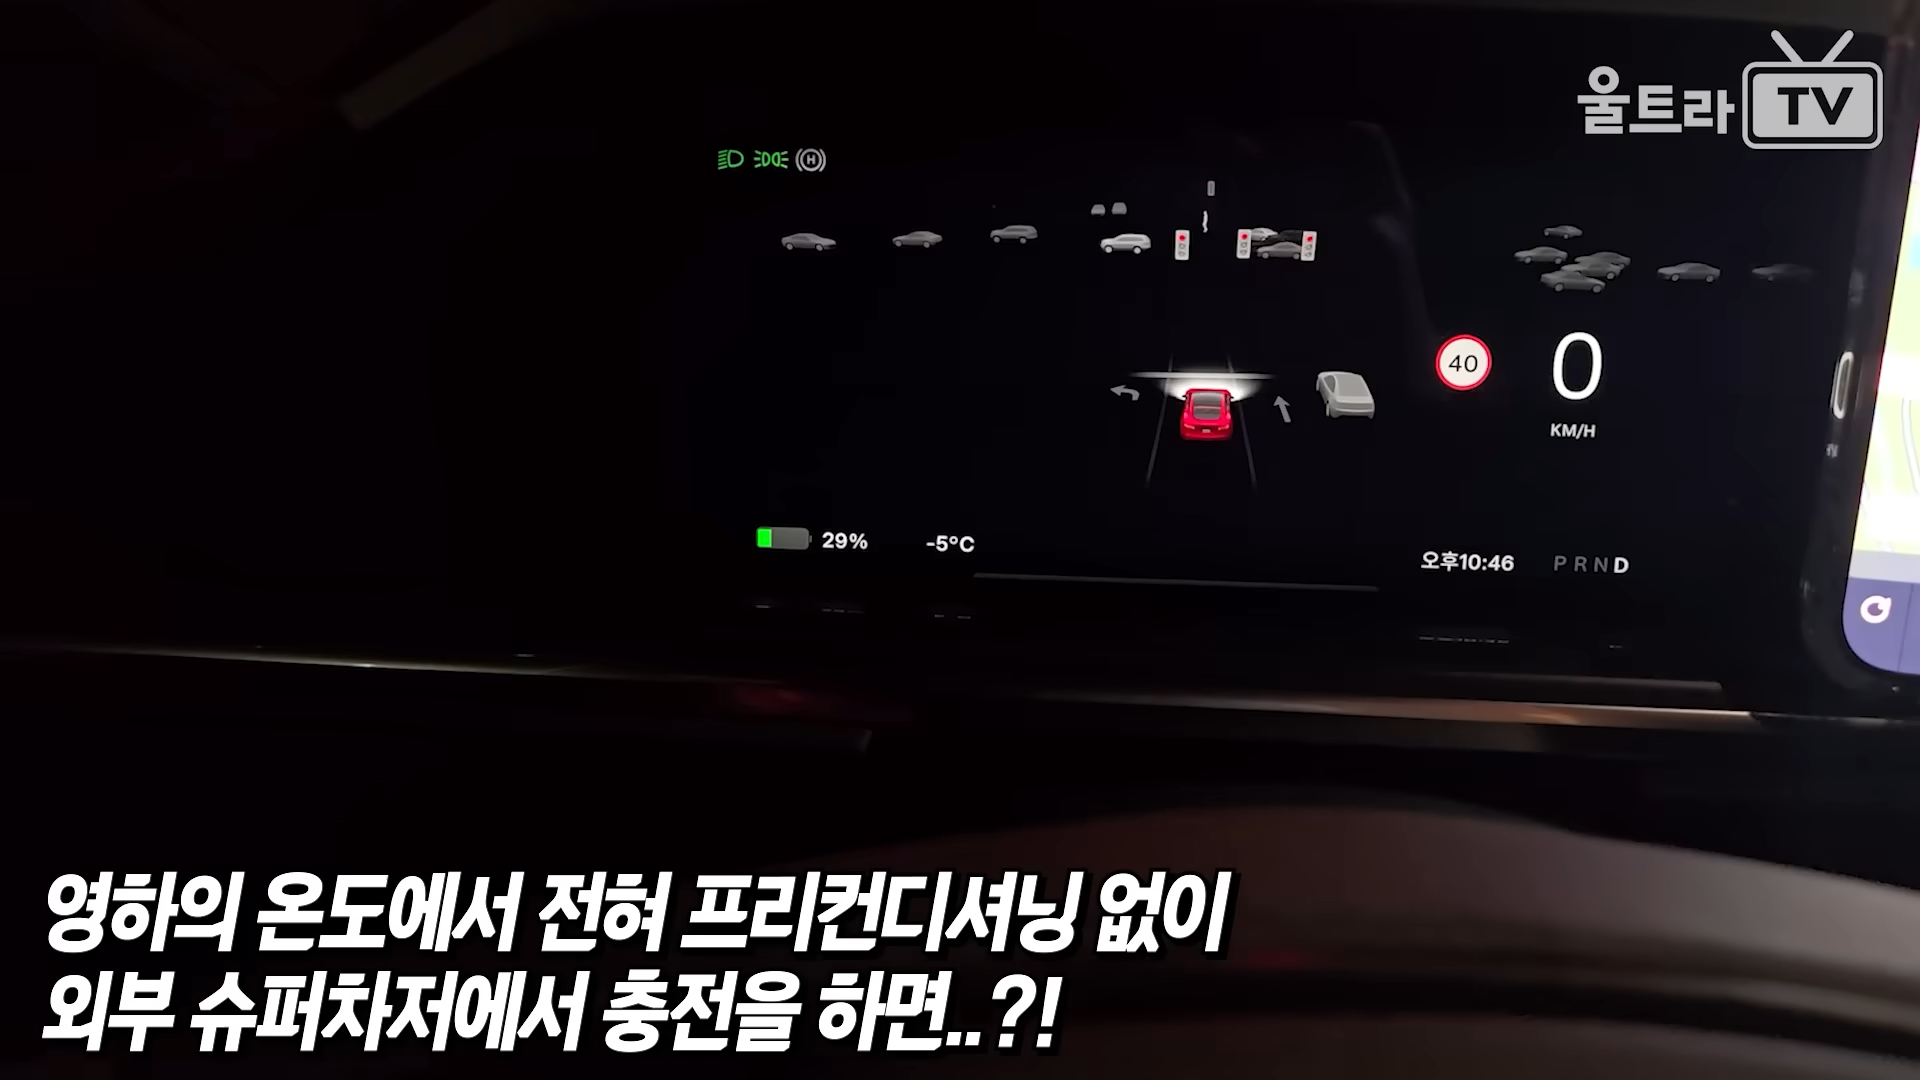 울트라 TV
40
0
KM/H
29% -5°C
오후10:46 P R N D
영하의 온도에서 전혀 프리컨디셔닝 없이
외부 슈퍼차저에서 충전을 하면..?!